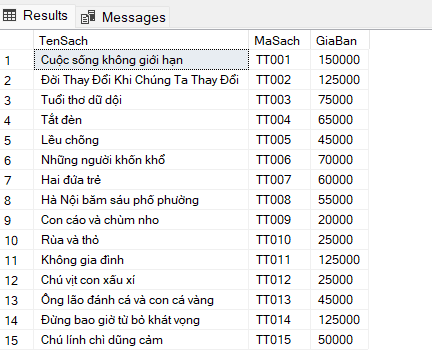 Results Messages
TenSach MaSach GiaBan
1 Cuộc sống không giới hạn TT001 150000
2 Đời Thay Đổi Khi Chúng Ta Thay Đổi TT002 125000
3 Tuổi thơ dữ dội TT003 75000
4 Tắt đèn TT004 65000
5 Lều chõng TT005 45000
6 Những người khốn khổ TT006 70000
7 Hai đứa trẻ TT007 60000
8 Hà Nội băm sáu phố phường TT008 55000
9 Con cáo và chùm nho TT009 20000
10 Rùa và thỏ TT010 25000
11 Không gia đình TT011 125000
12 Chú vịt con xấu xí TT012 25000
13 Ông lão đánh cá và con cá vàng TT013 45000
14 Đừng bao giờ từ bỏ khát vọng TT014 125000
15 Chú lính chì dũng cảm TT015 50000